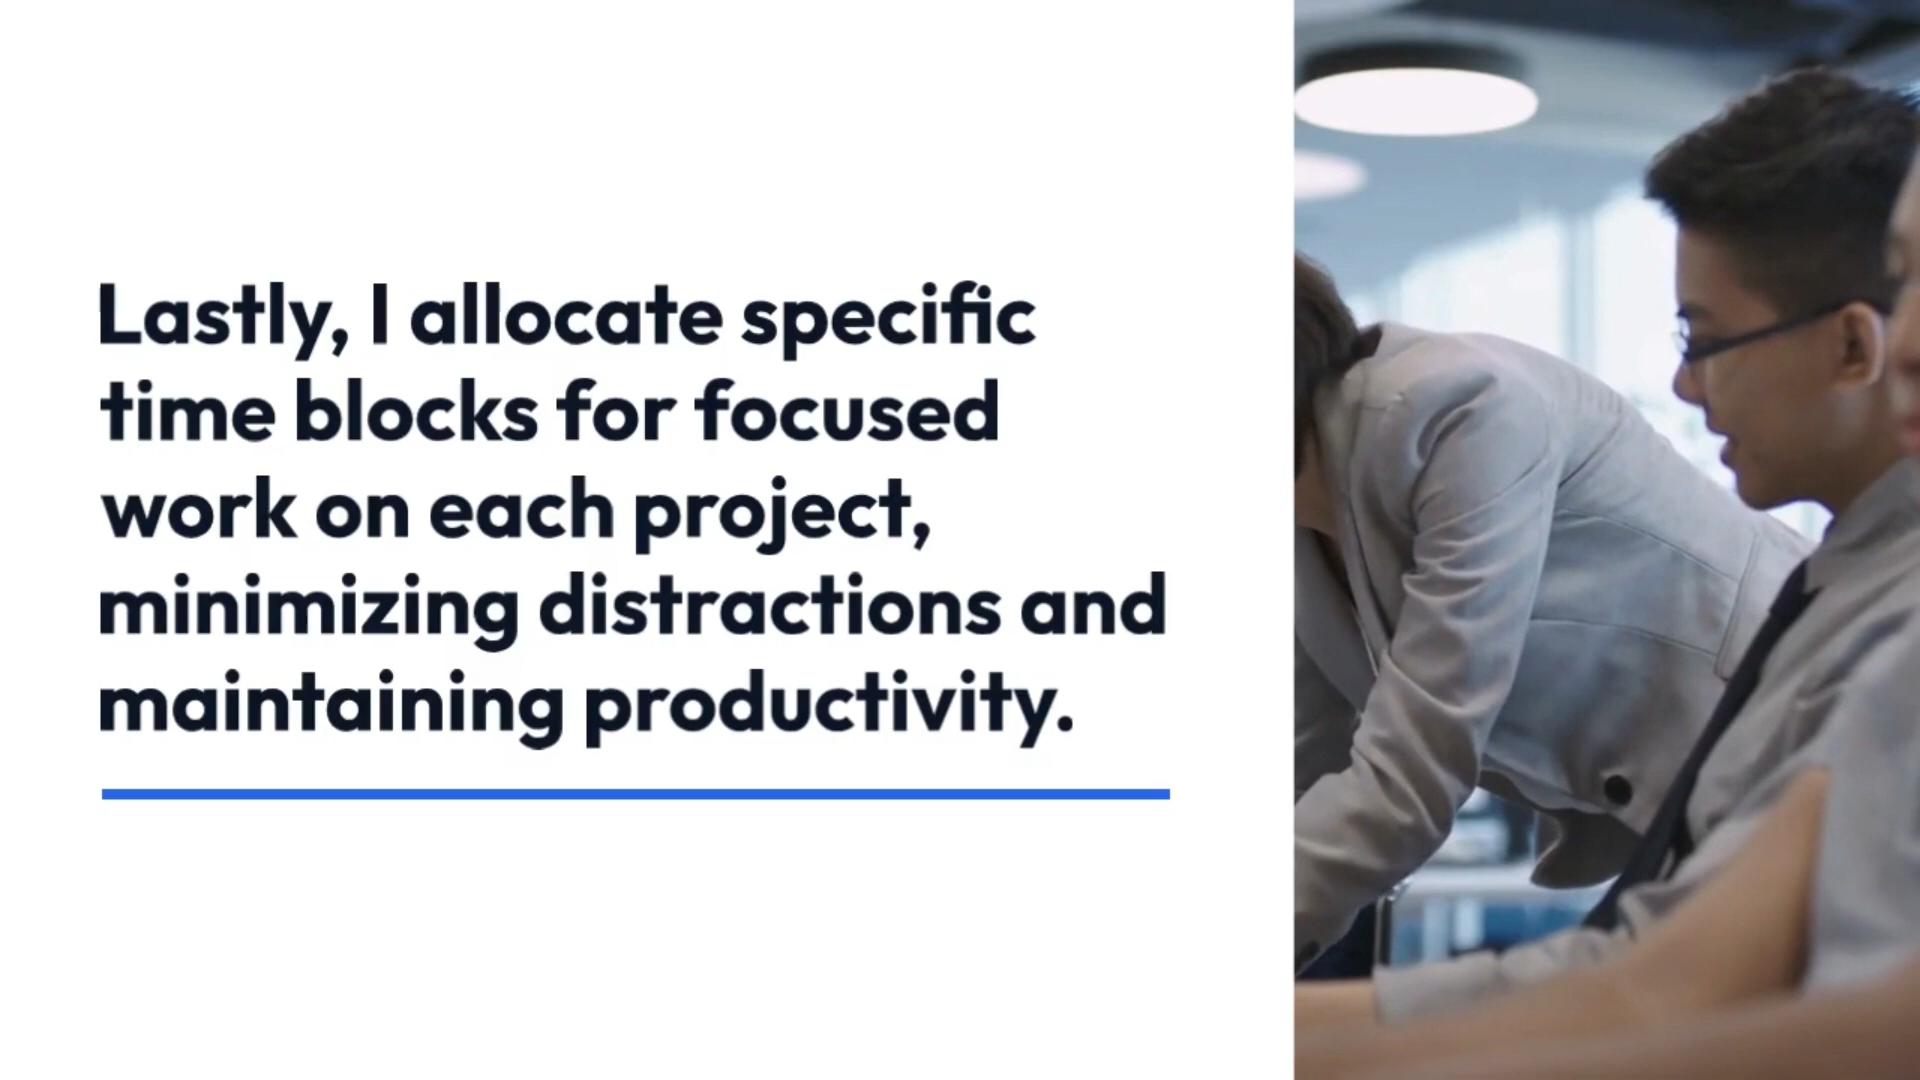 Lastly, I allocate specific
time blocks for focused
work on each project,
minimizing distractions and
maintaining productivity.